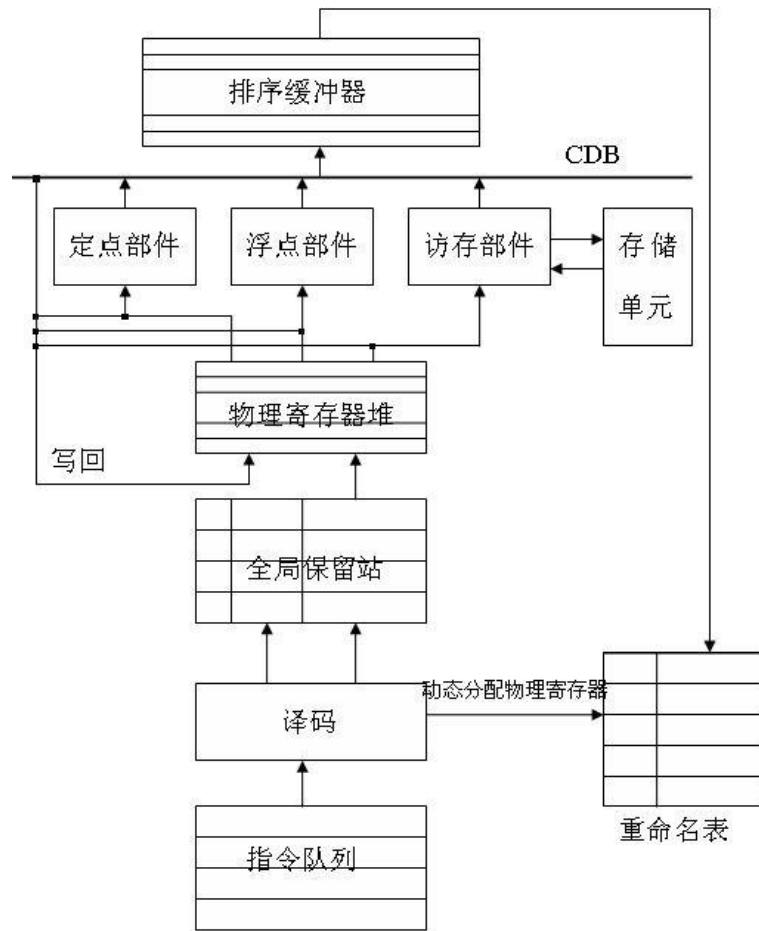 排序缓冲器
CDB
定点部件
浮点部件
访存部件
存储
单元
物理寄存器堆
写回
全局保留站
动态分配物理寄存器
译码
重命名表
指令队列